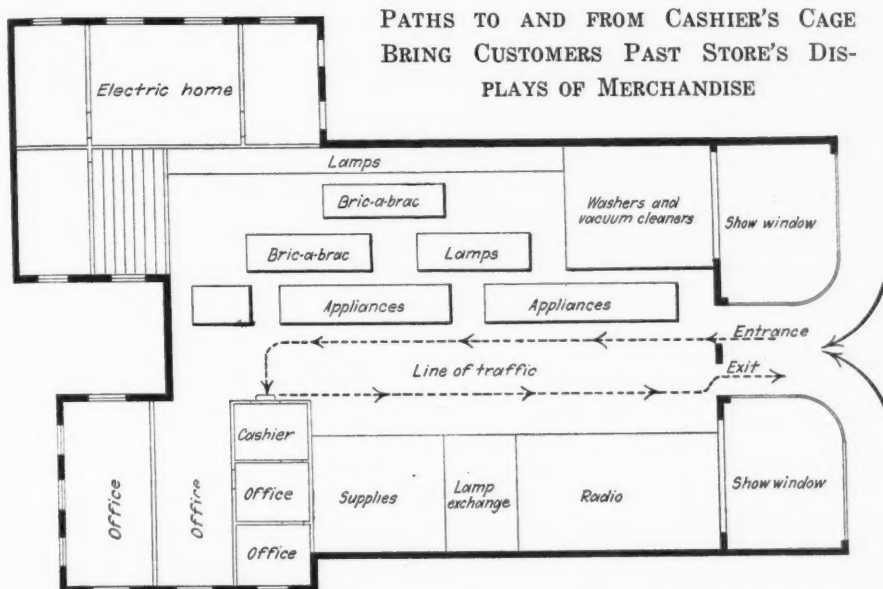 PATHS TO AND FROM CASHIER'S CAGE
BRING CUSTOMERS PAST STORE'S DIS-
PLAYS OF MERCHANDISE
Electric home
Lamps
Bric-a-brac
Washers and
vacuum cleaners
Show window
Bric-a-brac
Lamps
Appliances
Appliances
Entrance
Line of traffic
Exit
Cashier
Office
Office
Office
Supplies
Lamp
exchange
Radio
Show window
Office